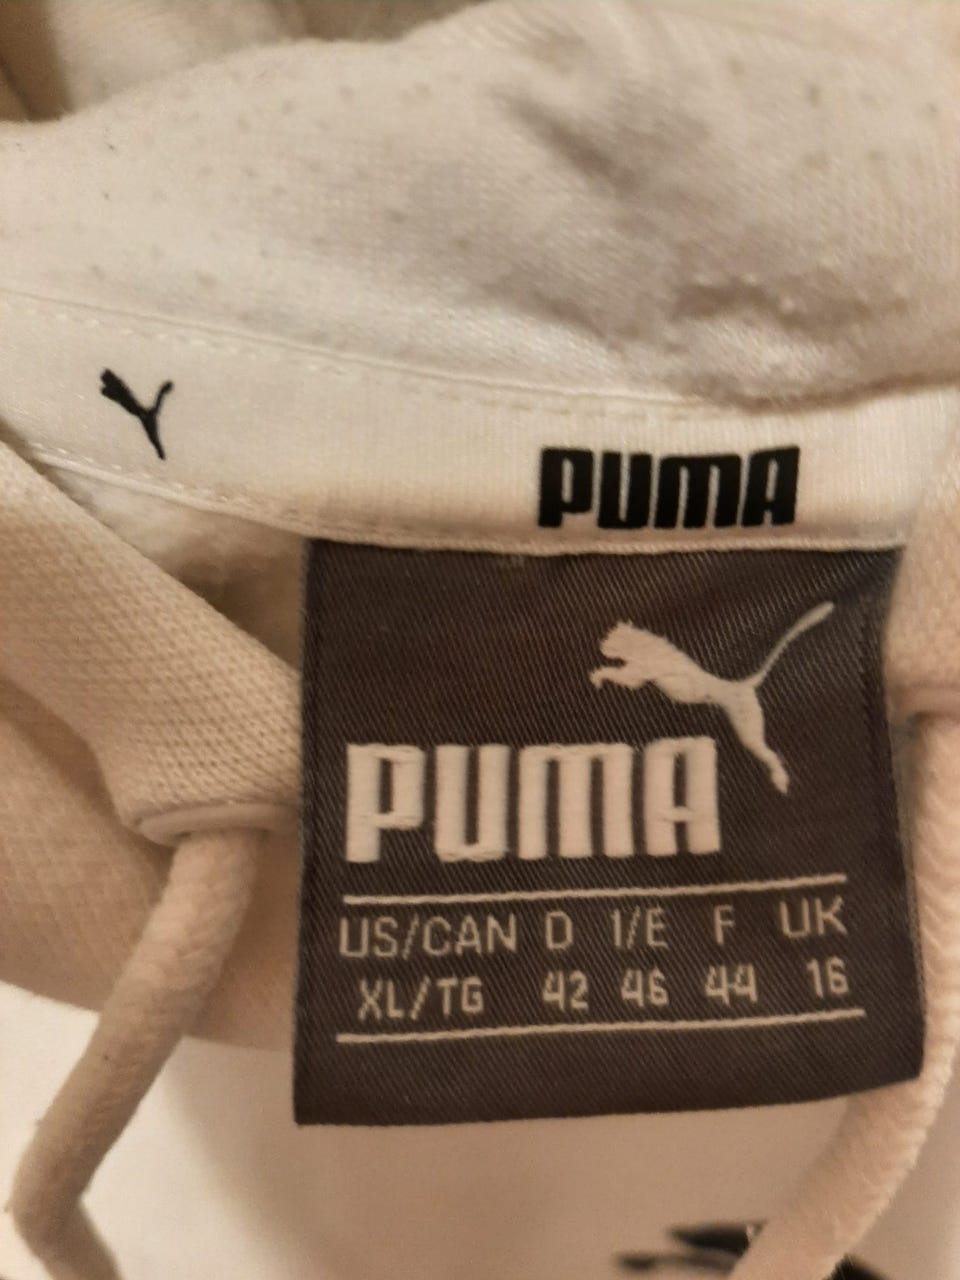 PUMA
PUMA
US/CAN D I/E F UK
XL/TG 42 46 44 16